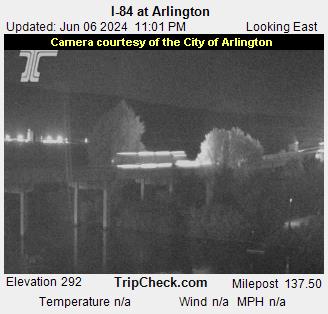 I-84 at Arlington
Updated: Jun 06 2024 11:01 PM Looking East
Camera courtesy of the City of Arlington
Elevation 292 TripCheck.com Milepost 137.50
Temperature n/a Wind n/a MPH n/a